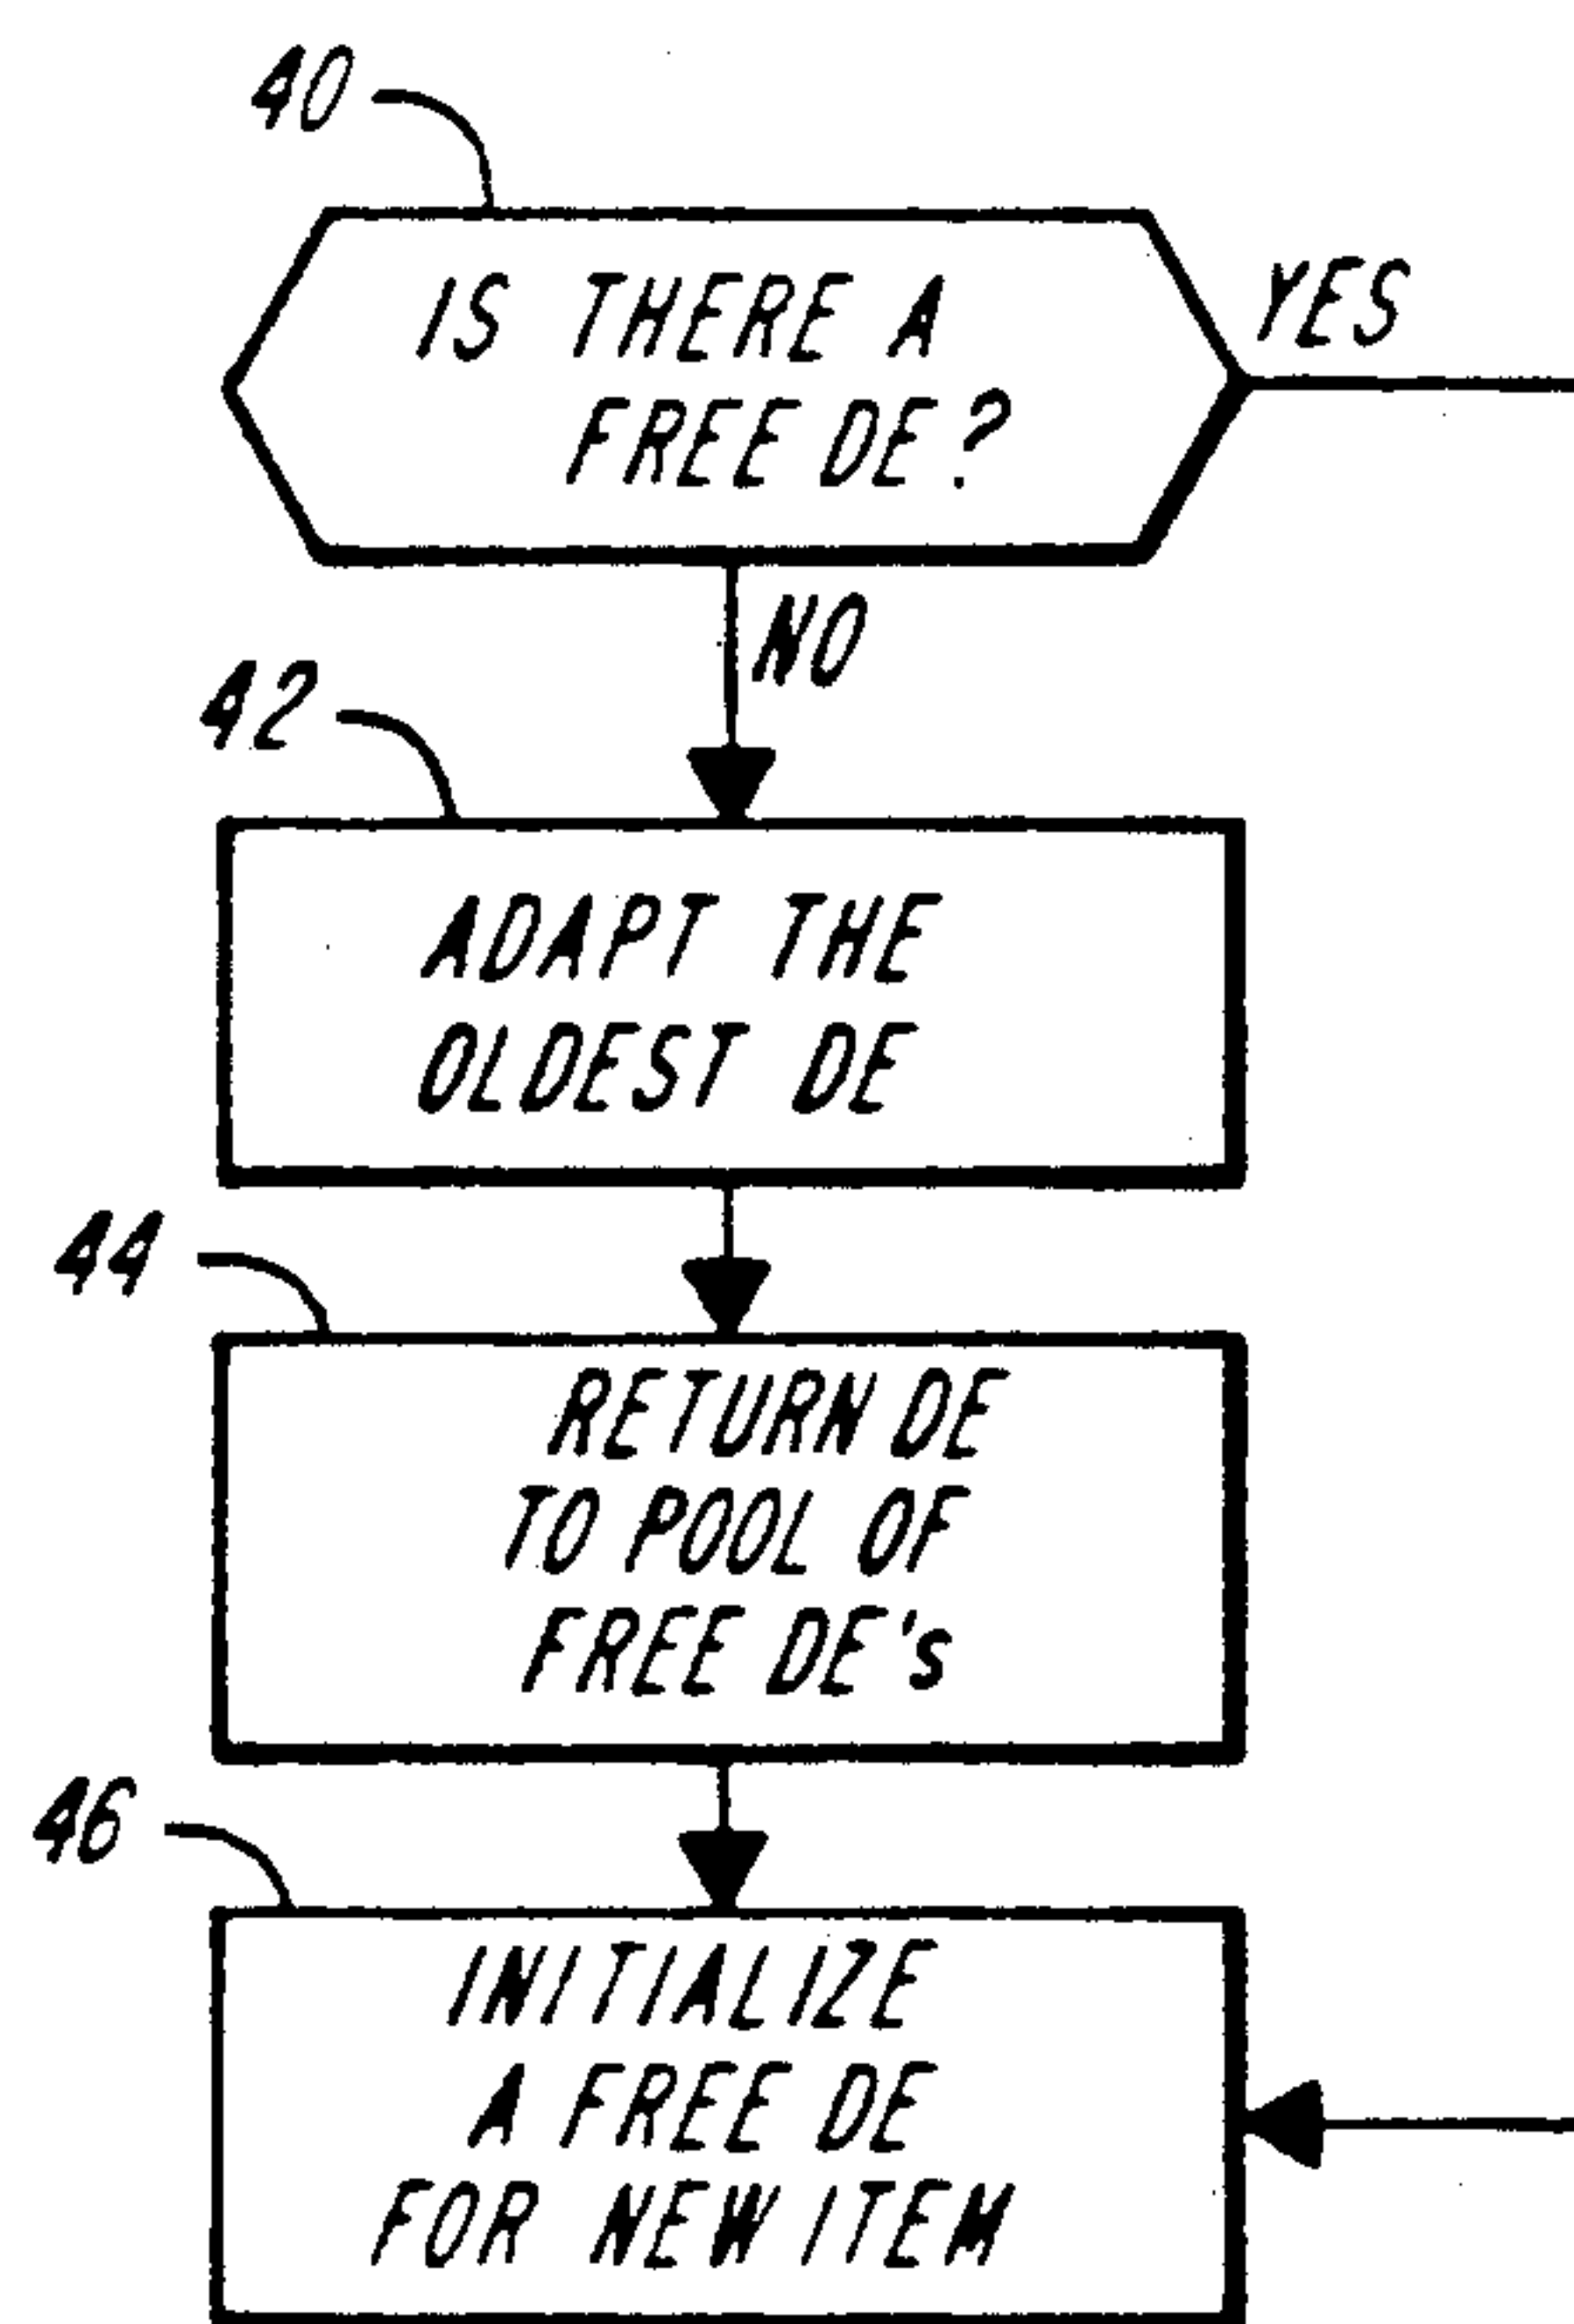 40
IS THERE A
FREE DE?
YES
NO
42
ADAPT THE
OLDEST DE
44
RETURN DE
TO POOL OF
FREE DE's
46
INITIALIZE
A FREE DE
FOR NEW ITEM